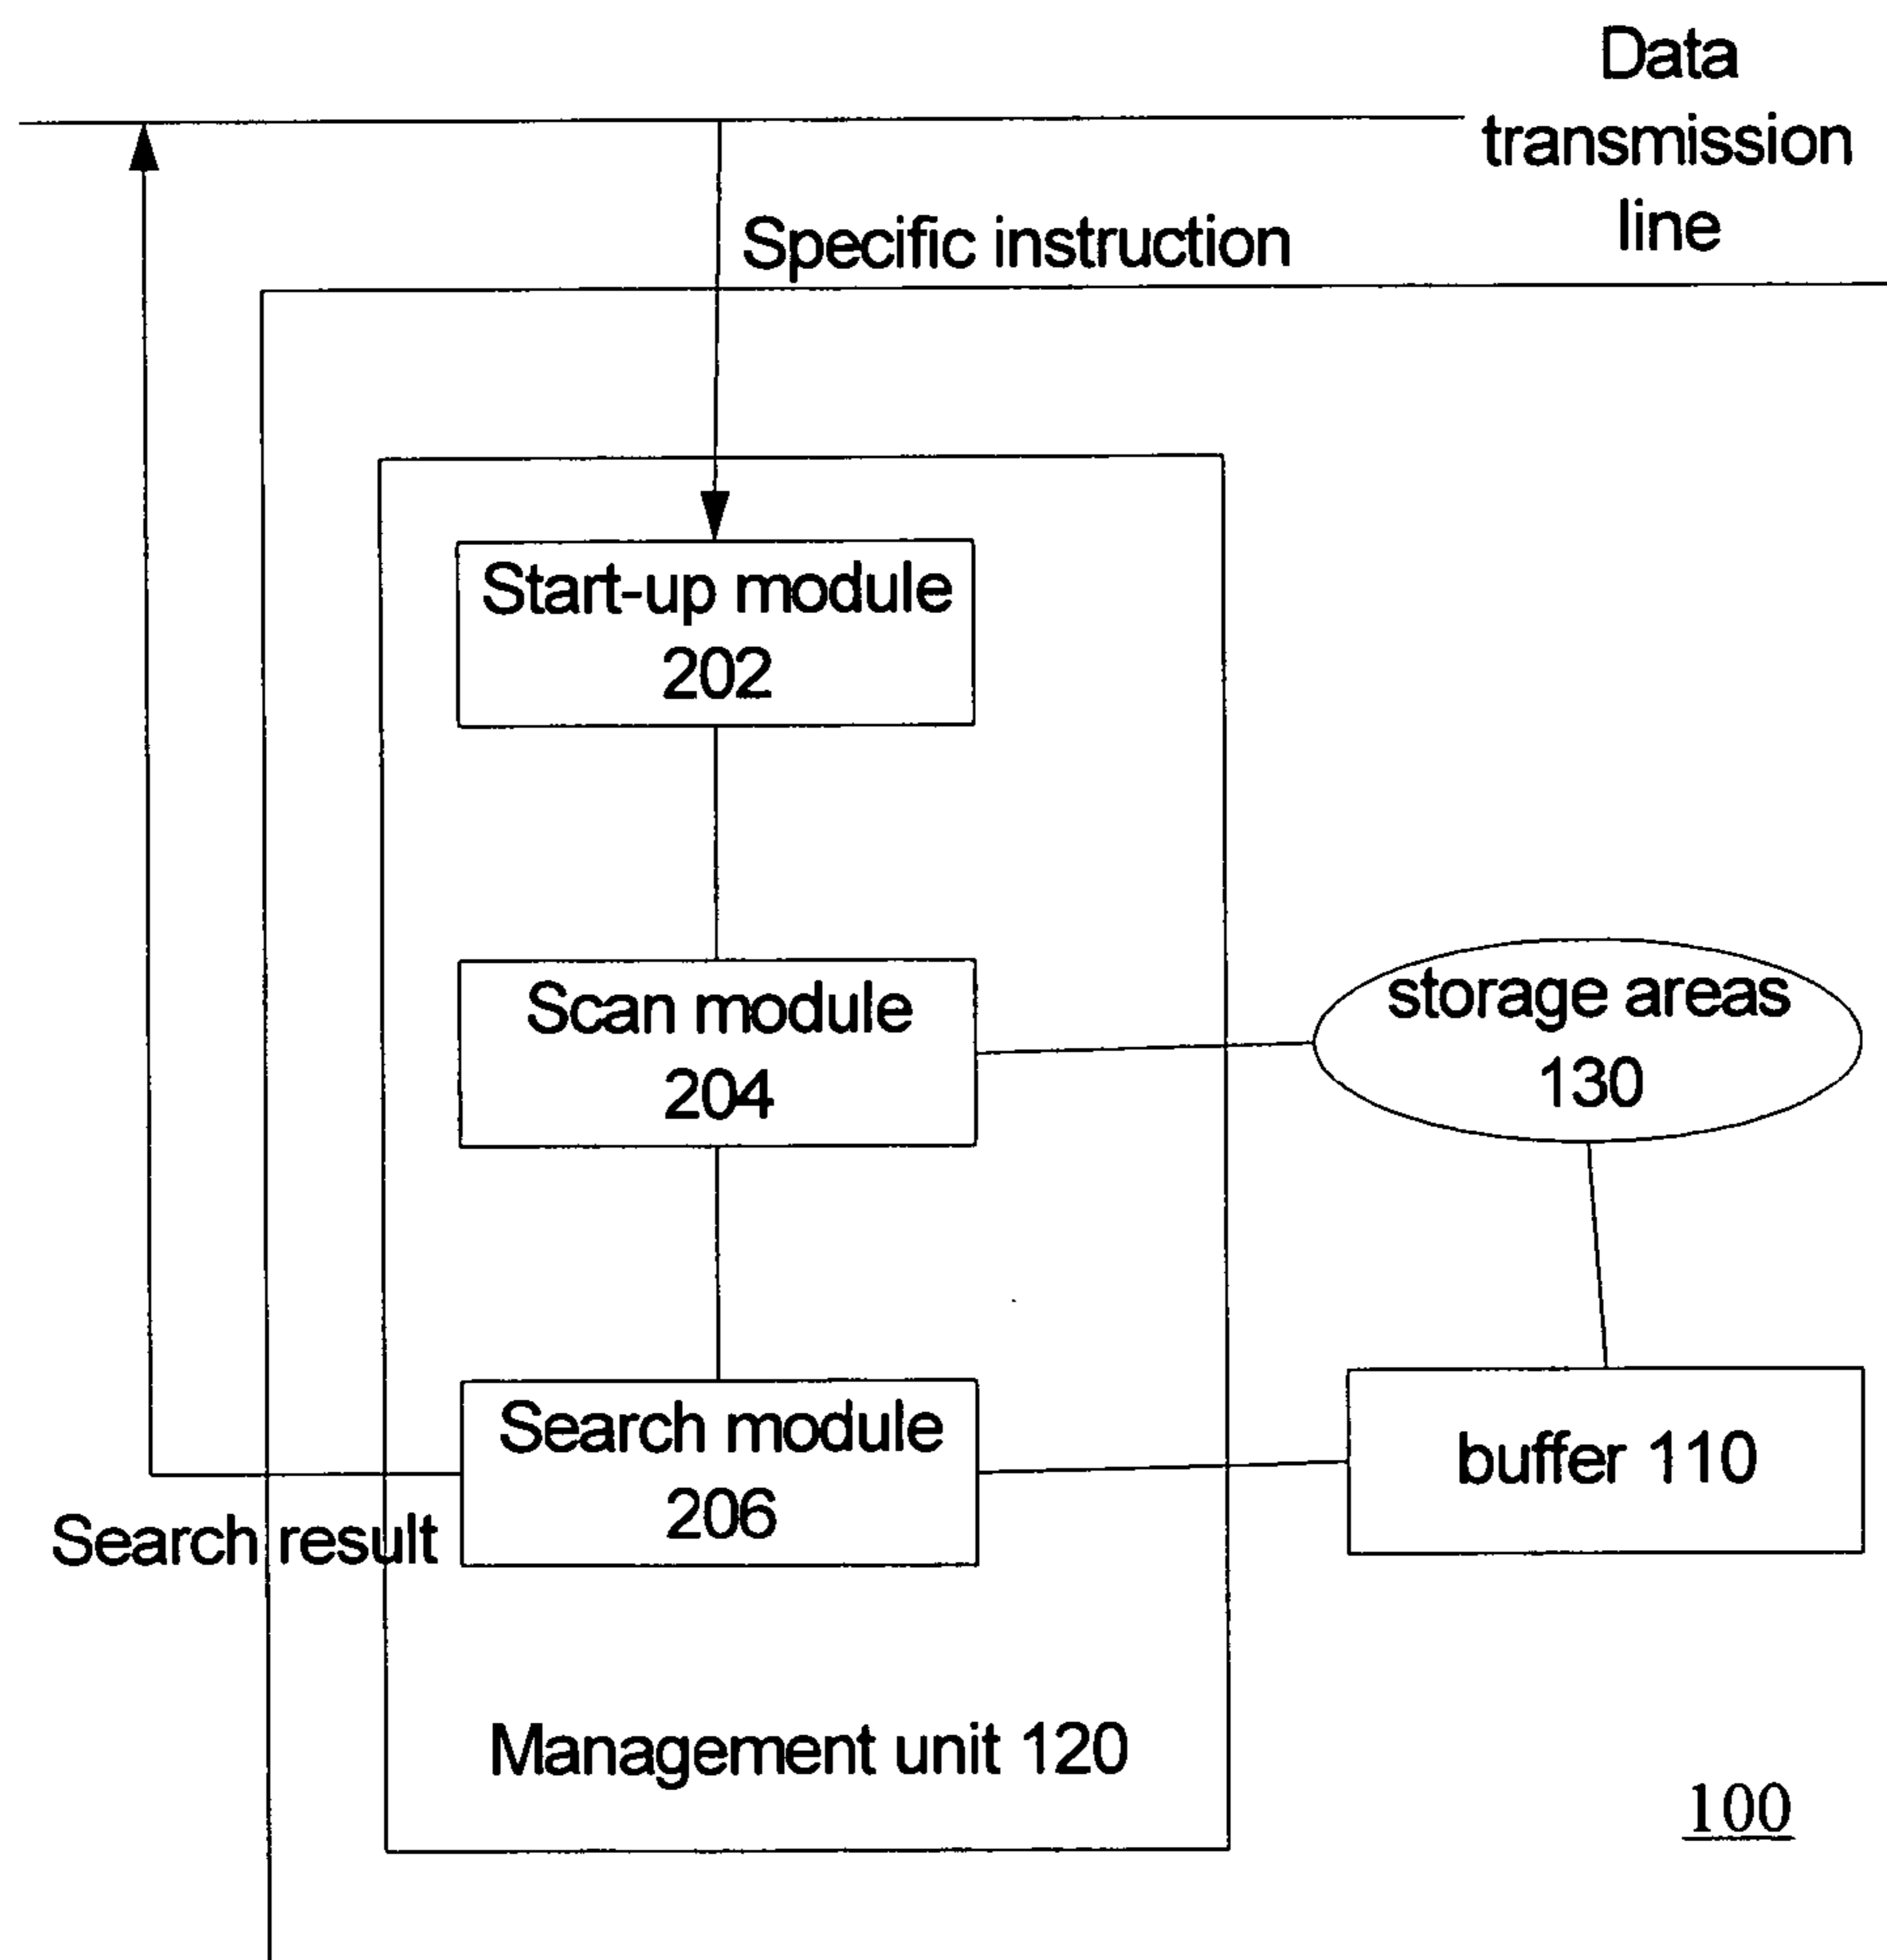 Data
transmission
line
Specific instruction
Start-up module
202
Scan module
204
storage areas
130
Search module
206
buffer 110
Search result
Management unit 120
100